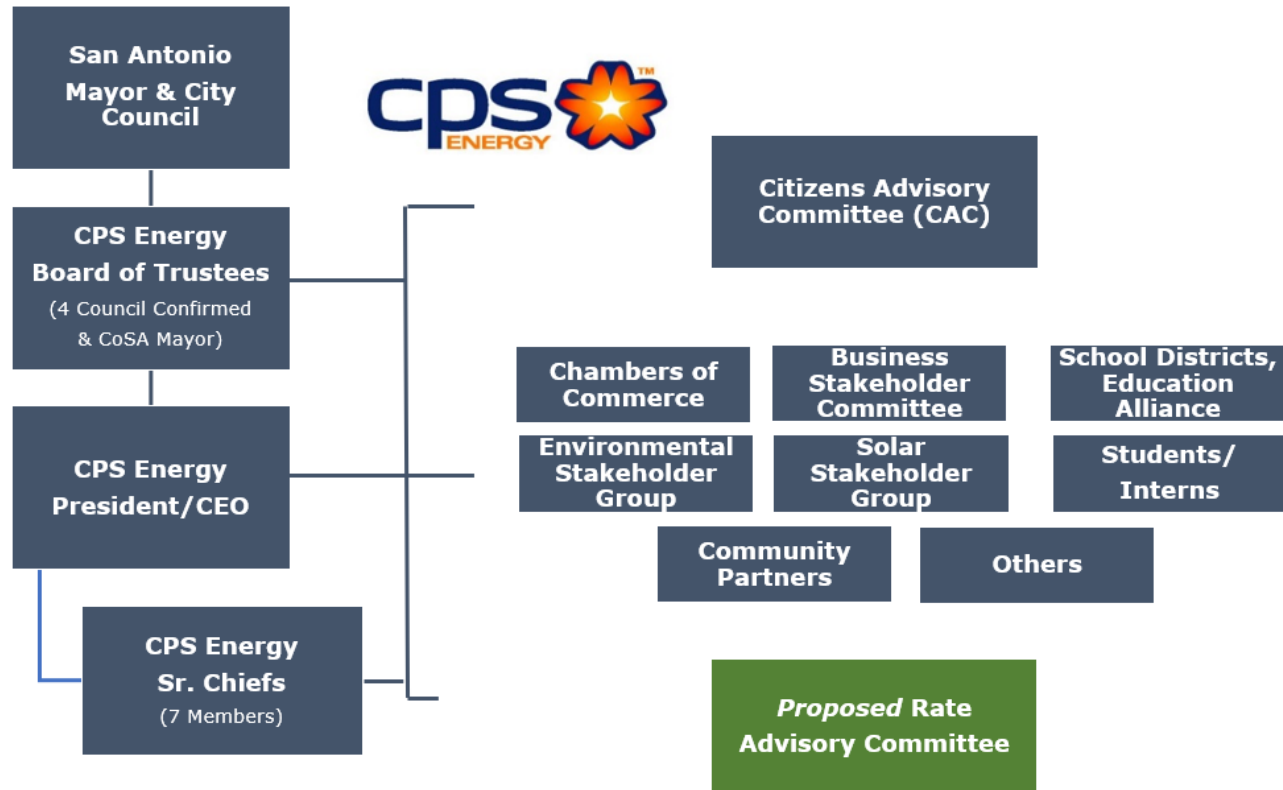 San Antonio
Mayor & City
Council
cps
ENERGY
TM
CPS Energy
Board of Trustees
(4 Council Confirmed
& CoSA Mayor)
CPS Energy
President/CEO
CPS Energy
Sr. Chiefs
(7 Members)
Citizens Advisory
Committee (CAC)
Chambers of
Commerce
Business
Stakeholder
Committee
School Districts,
Education
Alliance
Environmental
Stakeholder
Group
Solar
Stakeholder
Group
Students/
Interns
Community
Partners
Others
Proposed Rate
Advisory Committee